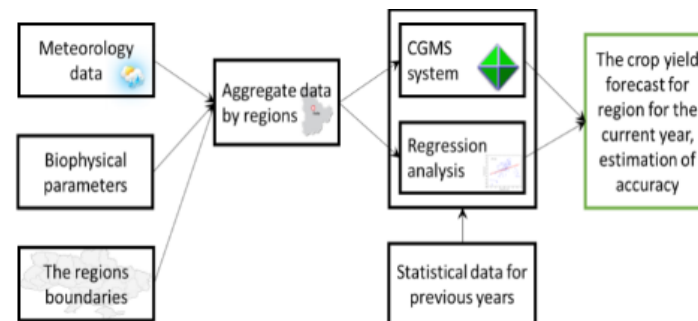 Meteorology
data
Biophysical
parameters
The regions
boundaries
Aggregate data
by regions
CGMS
system
Regression
analysis
Statistical data for
previous years
The crop yield
forecast for
region for the
current year,
estimation of
accuracy